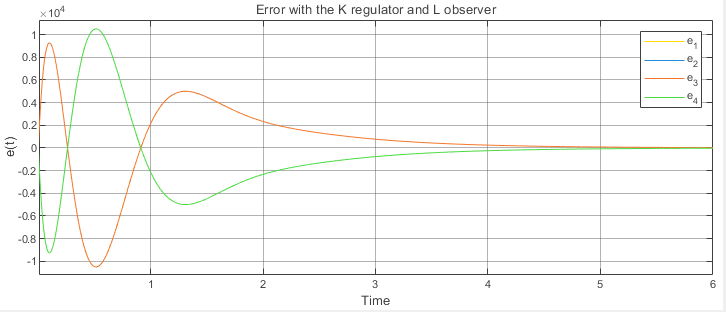 Error with the K regulator and L observer
×10⁴
1
0.8
0.6
0.4
0.2
0
-0.2
-0.4
-0.6
-0.8
-1
e(t)
e₁
e₂
e₃
e₄
1 2 3 4 5 6
Time